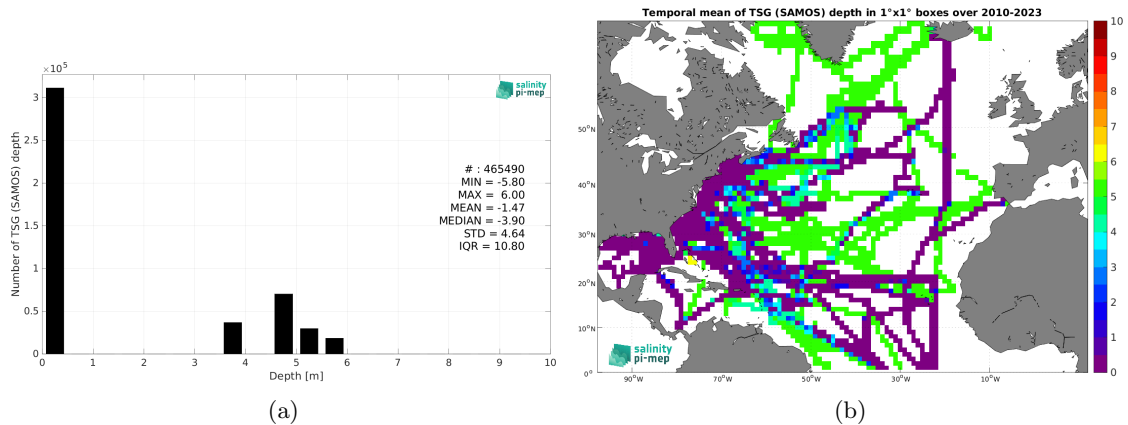 Temporal mean of TSG (SAMOS) depth in 1°x1° boxes over 2010-2023
×10⁵
3
2.5
2
1.5
1
0.5
0
Number of TSG (SAMOS) depth
salinity
pi-mep
# : 465490
MIN = -5.80
MAX = 6.00
MEAN = -1.47
MEDIAN = -3.90
STD = 4.64
IQR = 10.80
0 1 2 3 4 5 6 7 8 9 10
Depth [m]
(a)
50°N
40°N
30°N
20°N
10°N
0°
90°W 70°W 50°W 30°W 10°W
salinity
pi-mep
10
9
8
7
6
5
4
3
2
1
0
(b)